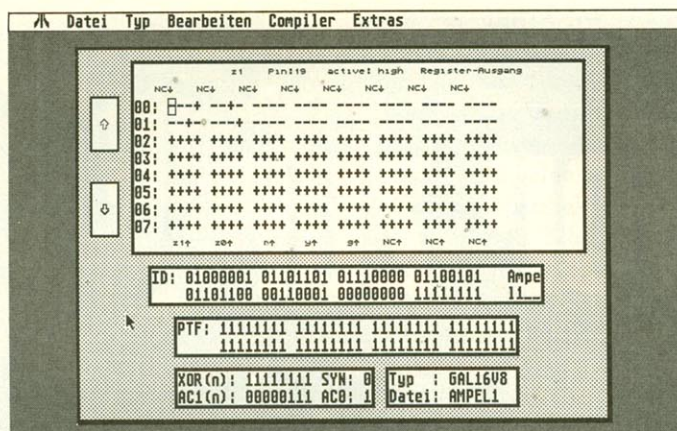 Datei Typ Bearbeiten Compiler Extras
z1 Pin:19 active: high Register-Ausgang
NC↓ NC↓ NC↓ NC↓ NC↓ NC↓ NC↓ NC↓
00: ---+ --+- ---- ---- ---- ---- ---- ----
01: --+- ---+ ---- ---- ---- ---- ---- ----
02: ++++ ++++ ++++ ++++ ++++ ++++ ++++ ++++
03: ++++ ++++ ++++ ++++ ++++ ++++ ++++ ++++
04: ++++ ++++ ++++ ++++ ++++ ++++ ++++ ++++
05: ++++ ++++ ++++ ++++ ++++ ++++ ++++ ++++
06: ++++ ++++ ++++ ++++ ++++ ++++ ++++ ++++
07: ++++ ++++ ++++ ++++ ++++ ++++ ++++ ++++
z1↑ z0↑ r↑ y↑ g↑ NC↑ NC↑ NC↑
ID: 01000001 01101101 01110000 01100101 Ampe
01101100 00110001 00000000 11111111 l1__
PTF: 11111111 11111111 11111111 11111111
11111111 11111111 11111111 11111111
XOR(n): 11111111 SYN: 0
AC1(n): 00000111 AC0: 1
Typ : GAL16V8
Datei: AMPEL1